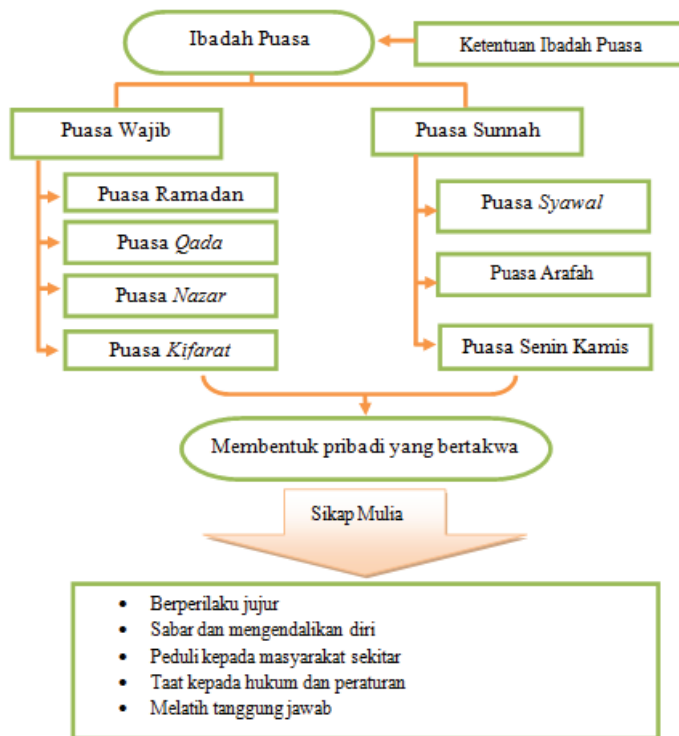 Ibadah Puasa
Ketentuan Ibadah Puasa
Puasa Wajib
Puasa Ramadan
Puasa Qada
Puasa Nazar
Puasa Kifarat
Puasa Sunnah
Puasa Syawal
Puasa Arafah
Puasa Senin Kamis
Membentuk pribadi yang bertakwa
Sikap Mulia
• Berperilaku jujur
• Sabar dan mengendalikan diri
• Peduli kepada masyarakat sekitar
• Taat kepada hukum dan peraturan
• Melatih tanggung jawab